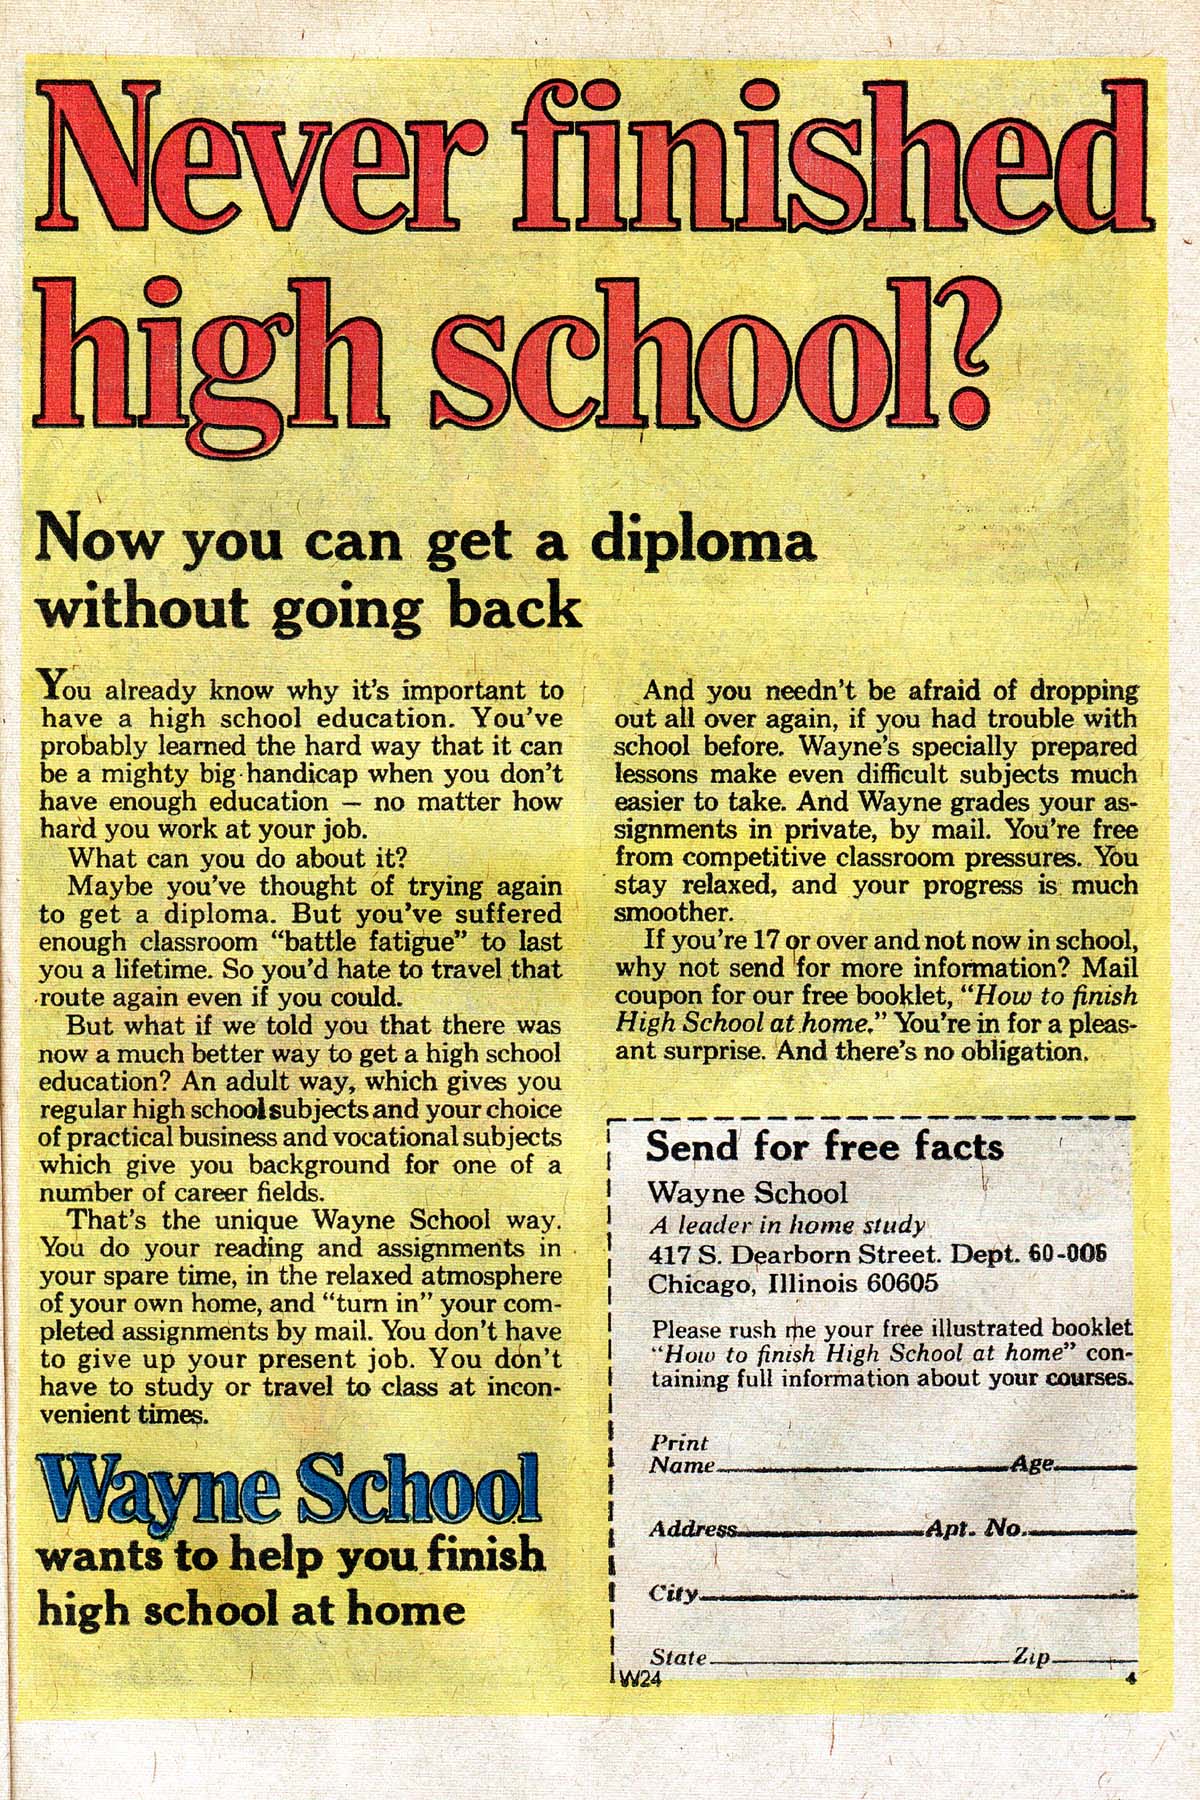 Never finished
high school?
Now you can get a diploma
without going back
You already know why it's important to
have a high school education. You've
probably learned the hard way that it can
be a mighty big handicap when you don't
have enough education — no matter how
hard you work at your job.
What can you do about it?
Maybe you've thought of trying again
to get a diploma. But you've suffered
enough classroom "battle fatigue" to last
you a lifetime. So you'd hate to travel that
route again even if you could.
But what if we told you that there was
now a much better way to get a high school
education? An adult way, which gives you
regular high school subjects and your choice
of practical business and vocational subjects
which give you background for one of a
number of career fields.
That's the unique Wayne School way.
You do your reading and assignments in
your spare time, in the relaxed atmosphere
of your own home, and "turn in" your com-
pleted assignments by mail. You don't have
to give up your present job. You don't
have to study or travel to class at incon-
venient times.
Wayne School
wants to help you finish
high school at home
And you needn't be afraid of dropping
out all over again, if you had trouble with
school before. Wayne's specially prepared
lessons make even difficult subjects much
easier to take. And Wayne grades your as-
signments in private, by mail. You're free
from competitive classroom pressures. You
stay relaxed, and your progress is much
smoother.
If you're 17 or over and not now in school,
why not send for more information? Mail
coupon for our free booklet, "How to finish
High School at home." You're in for a pleas-
ant surprise. And there's no obligation.
Send for free facts
Wayne School
A leader in home study
417 S. Dearborn Street. Dept. 60-006
Chicago, Illinois 60605
Please rush me your free illustrated booklet
"How to finish High School at home" con-
taining full information about your courses.
Print
Name Age
Address Apt. No.
City
State Zip
W24 4